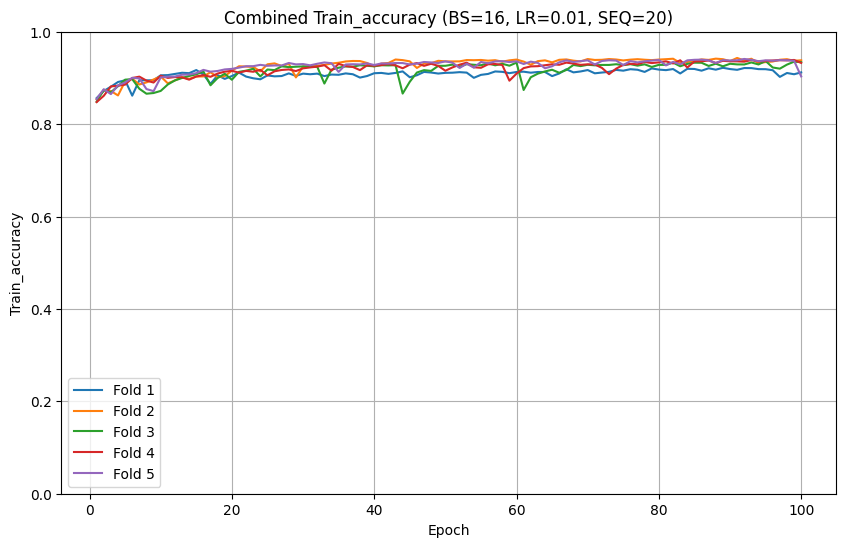 Combined Train_accuracy (BS=16, LR=0.01, SEQ=20)
Train_accuracy
1.0
0.8
0.6
0.4
0.2
0.0
Fold 1
Fold 2
Fold 3
Fold 4
Fold 5
0 20 40 60 80 100
Epoch